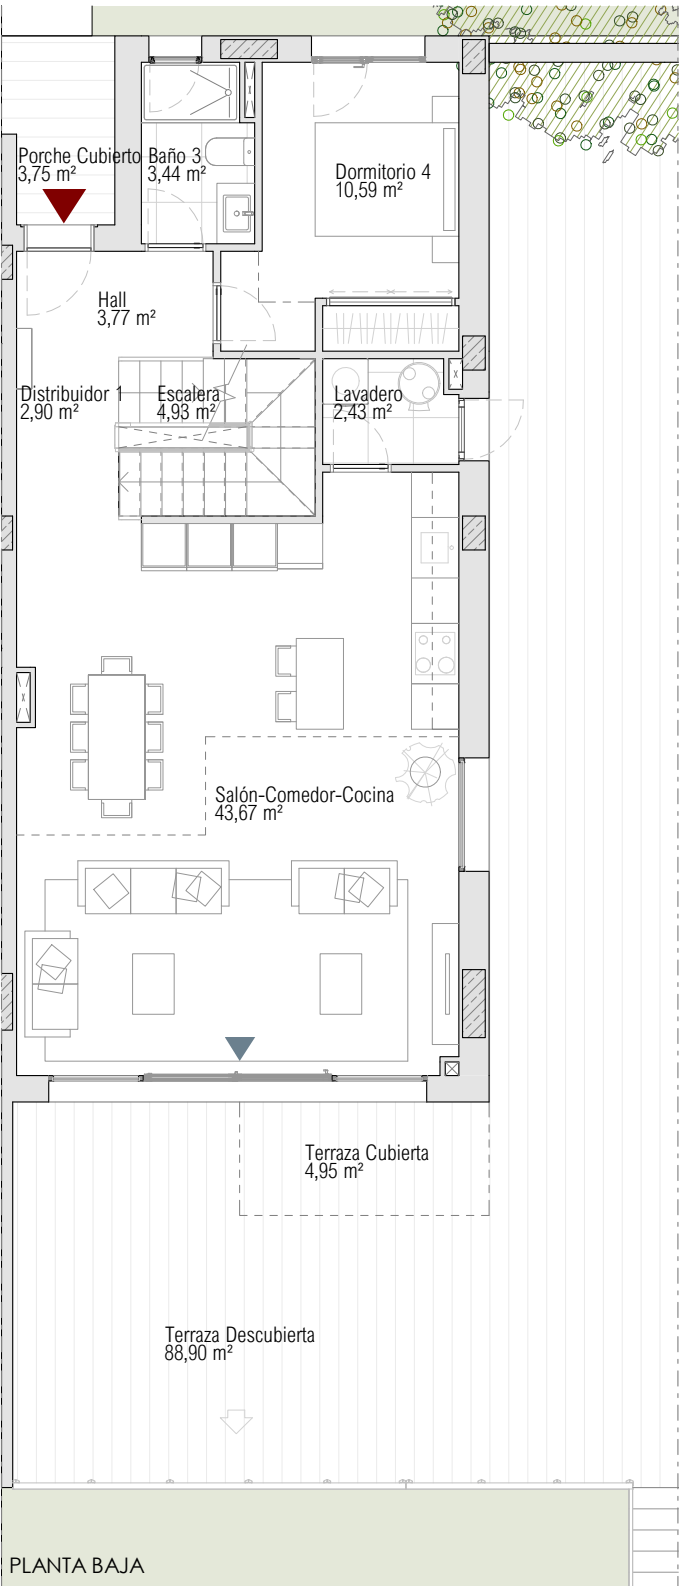 Porche Cubierto
3,75 m²
Baño 3
3,44 m²
Dormitorio 4
10,59 m²
Hall
3,77 m²
Distribuidor 1
2,90 m²
Escalera
4,93 m²
Lavadero
2,43 m²
Salón-Comedor-Cocina
43,67 m²
Terraza Cubierta
4,95 m²
Terraza Descubierta
88,90 m²
PLANTA BAJA